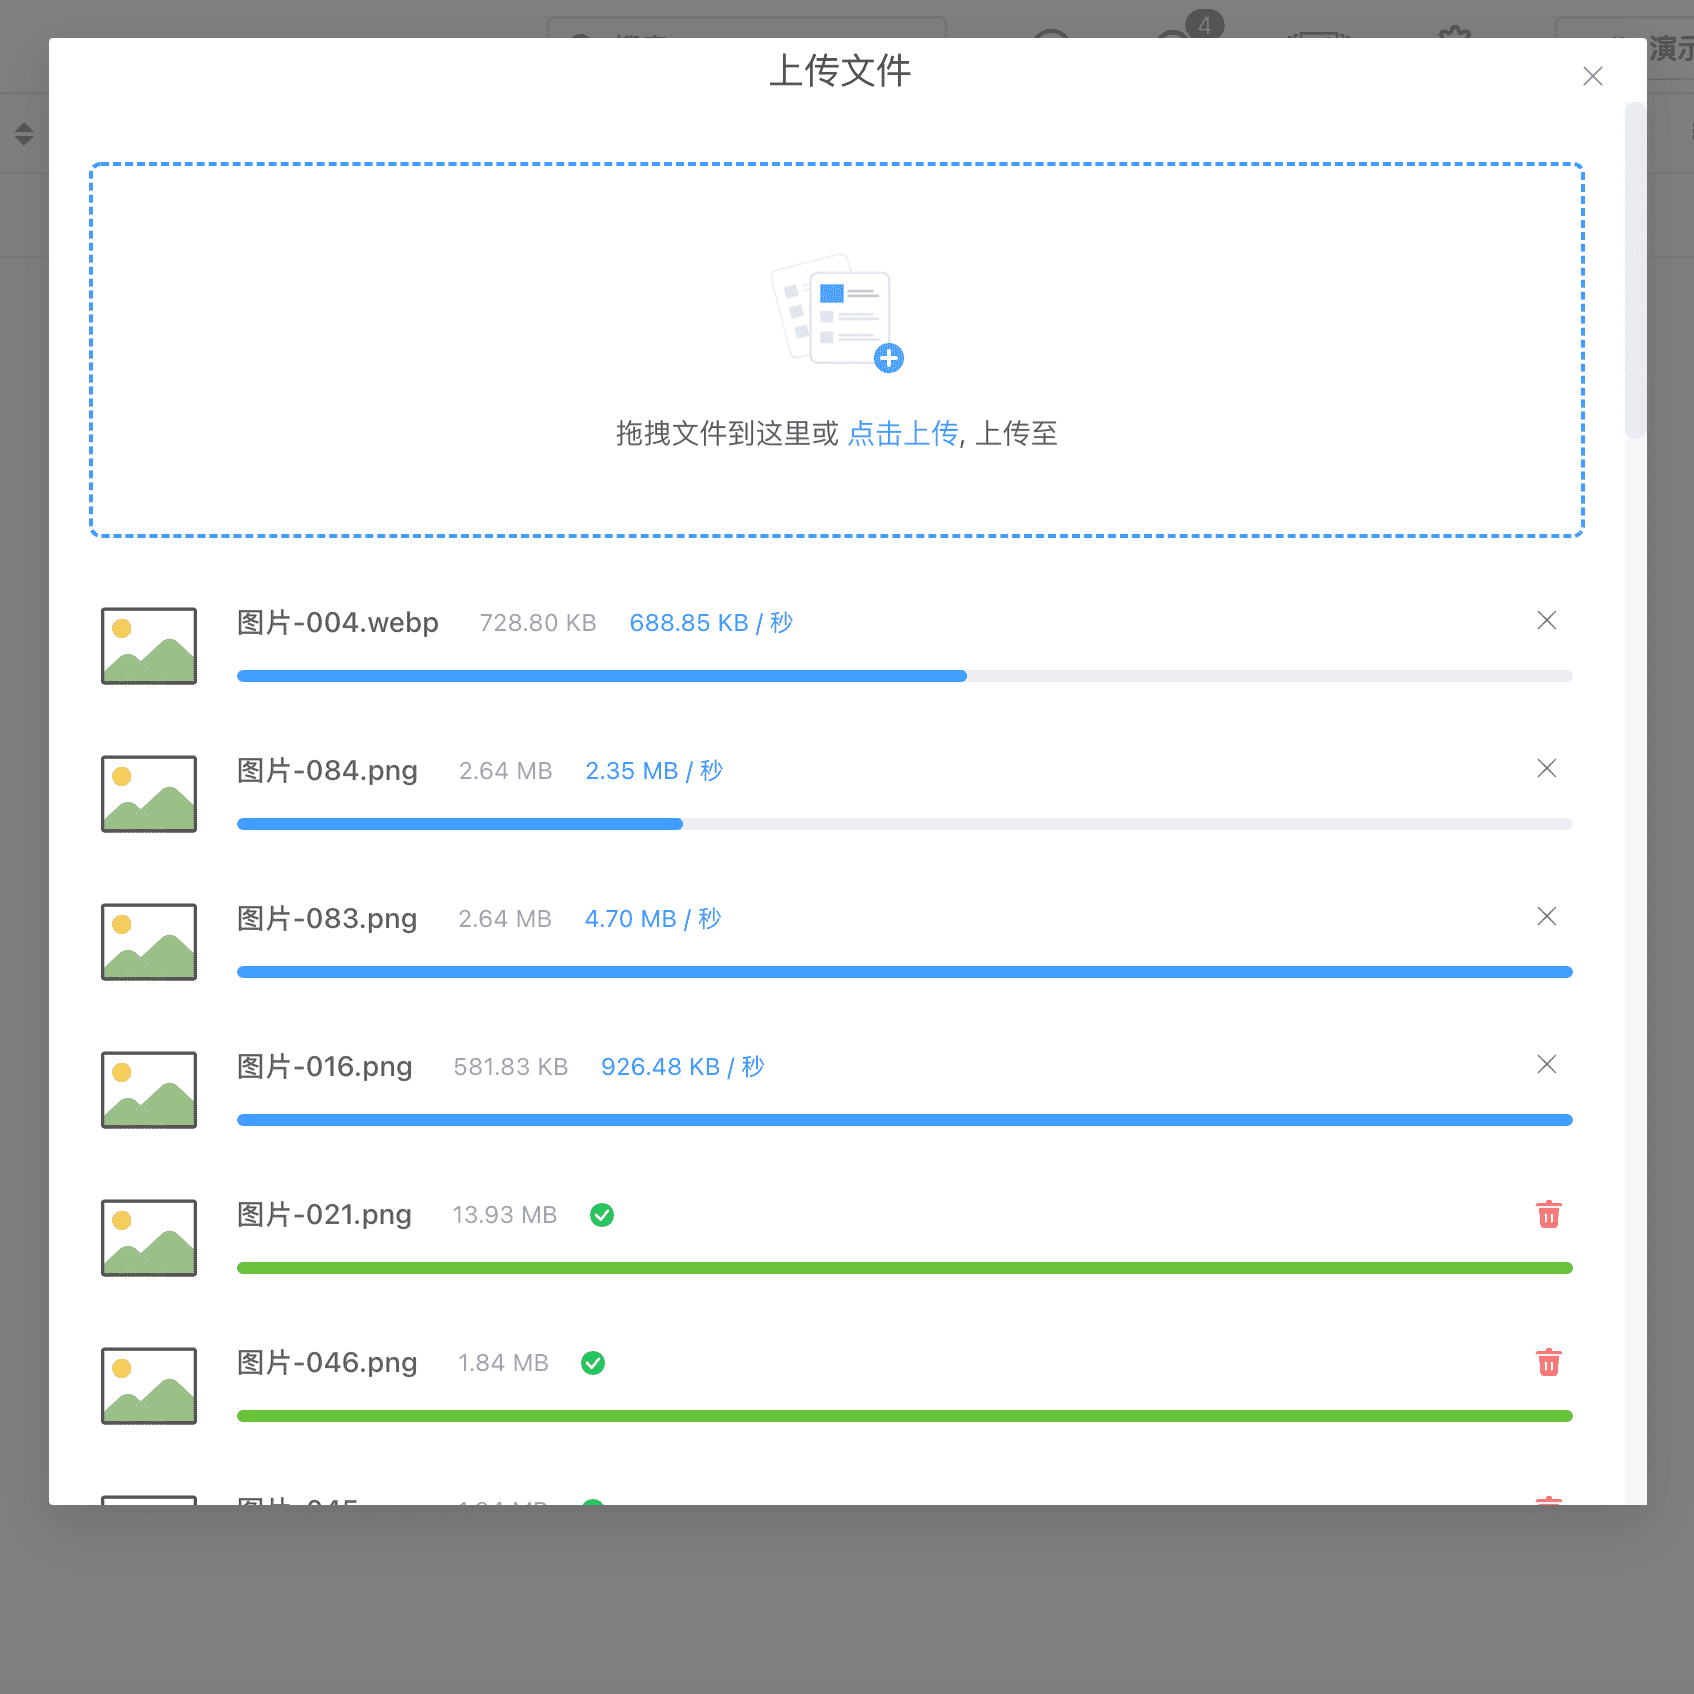 4
演示
上传文件
拖拽文件到这里或 点击上传, 上传至
图片-004.webp 728.80 KB 688.85 KB / 秒
图片-084.png 2.64 MB 2.35 MB / 秒
图片-083.png 2.64 MB 4.70 MB / 秒
图片-016.png 581.83 KB 926.48 KB / 秒
图片-021.png 13.93 MB
图片-046.png 1.84 MB